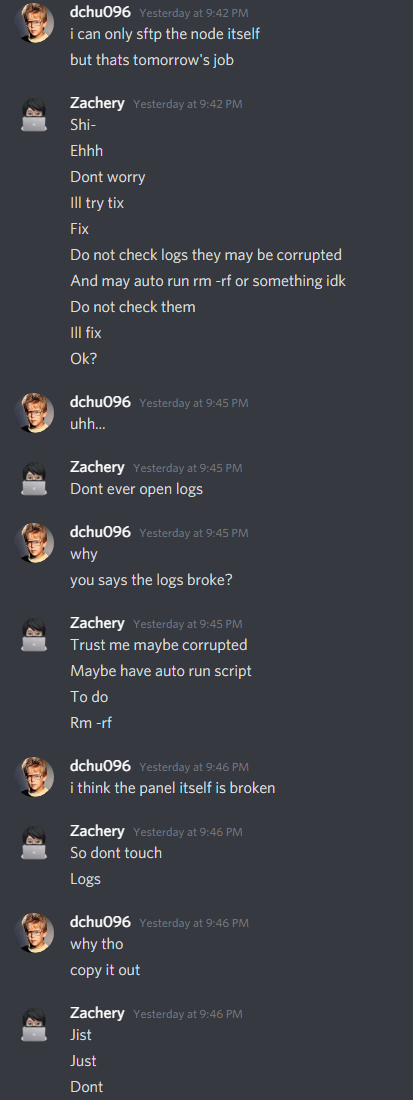 dchu096 Yesterday at 9:42 PM
i can only sftp the node itself
but thats tomorrow's job
Zachery Yesterday at 9:42 PM
Shi-
Ehhh
Dont worry
Ill try tix
Fix
Do not check logs they may be corrupted
And may auto run rm -rf or something idk
Do not check them
Ill fix
Ok?
dchu096 Yesterday at 9:45 PM
uhh...
Zachery Yesterday at 9:45 PM
Dont ever open logs
dchu096 Yesterday at 9:45 PM
why
you says the logs broke?
Zachery Yesterday at 9:45 PM
Trust me maybe corrupted
Maybe have auto run script
To do
Rm -rf
dchu096 Yesterday at 9:46 PM
i think the panel itself is broken
Zachery Yesterday at 9:46 PM
So dont touch
Logs
dchu096 Yesterday at 9:46 PM
why tho
copy it out
Zachery Yesterday at 9:46 PM
Jist
Just
Dont